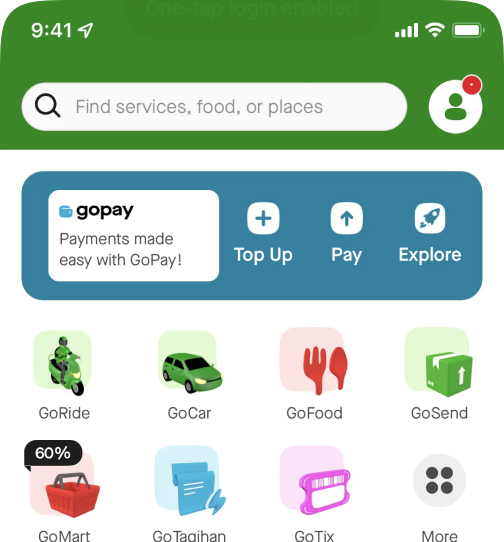 One-tap login enabled
9:41
Find services, food, or places
gopay
Payments made
easy with GoPay!
Top Up
Pay
Explore
GoRide
GoCar
GoFood
GoSend
60%
GoMart
GoTagihan
GoTix
More